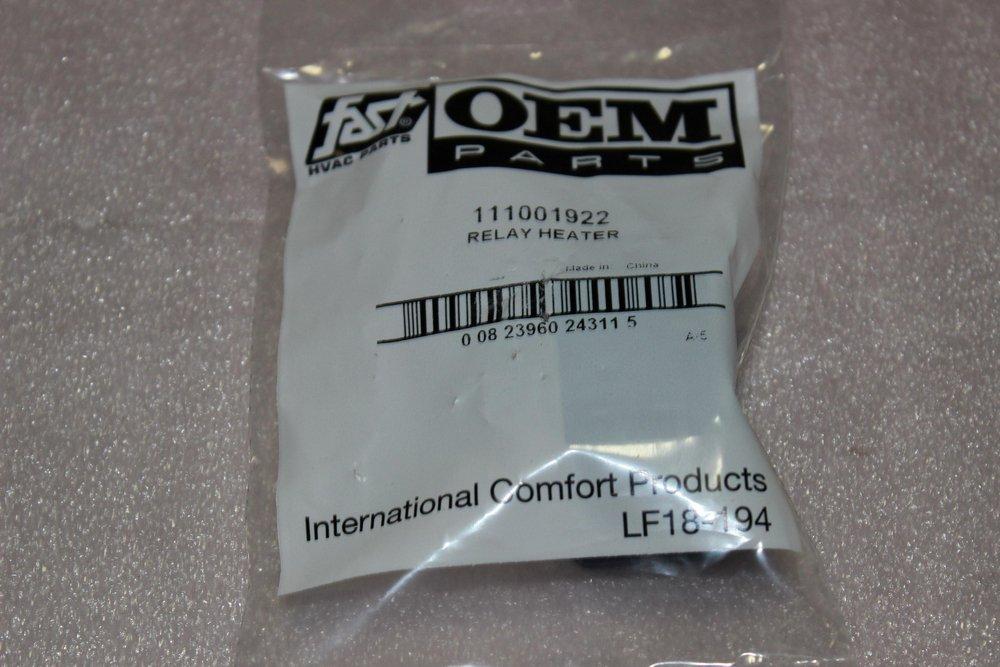 fast® OEM
HVAC PARTS PARTS
111001922
RELAY HEATER
Made in China
0 08 23960 24311 5
International Comfort Products
LF18-194